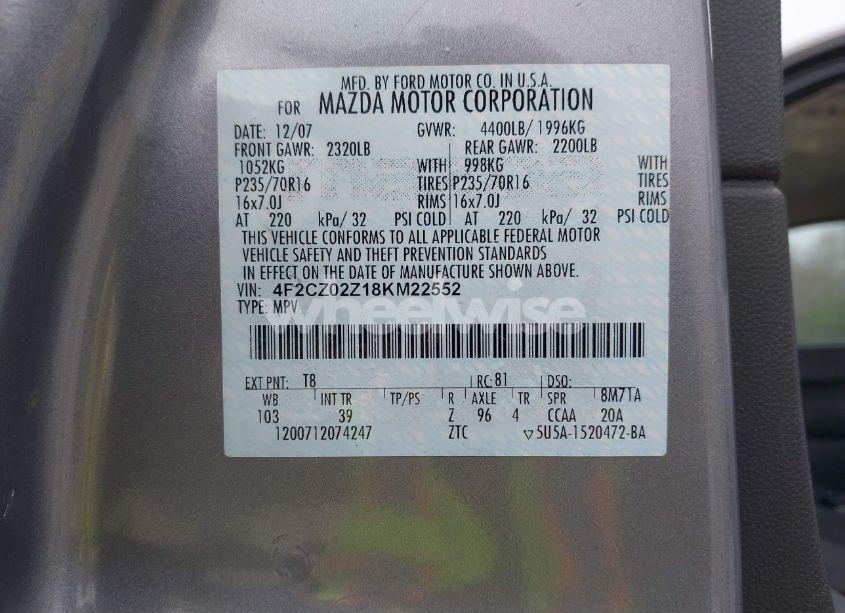 MFD. BY FORD MOTOR CO. IN U.S.A.
FOR MAZDA MOTOR CORPORATION
DATE: 12/07 GVWR: 4400LB/ 1996KG
FRONT GAWR: 2320LB REAR GAWR: 2200LB
1052KG WITH 998KG WITH
P235/70R16 TIRES P235/70R16 TIRES
16x7.0J RIMS 16x7.0J RIMS
AT 220 kPa/ 32 PSI COLD AT 220 kPa/ 32 PSI COLD
THIS VEHICLE CONFORMS TO ALL APPLICABLE FEDERAL MOTOR
VEHICLE SAFETY AND THEFT PREVENTION STANDARDS
IN EFFECT ON THE DATE OF MANUFACTURE SHOWN ABOVE.
VIN: 4F2CZ02Z18KM22552
TYPE: MPV
wheelwise
EXT PNT: T8 RC: 81 DSO:
WB INT TR TP/PS R AXLE TR SPR 8M71A
103 39 Z 96 4 CCAA 20A
1200712074247 ZTC ▽5U5A-1520472-BA